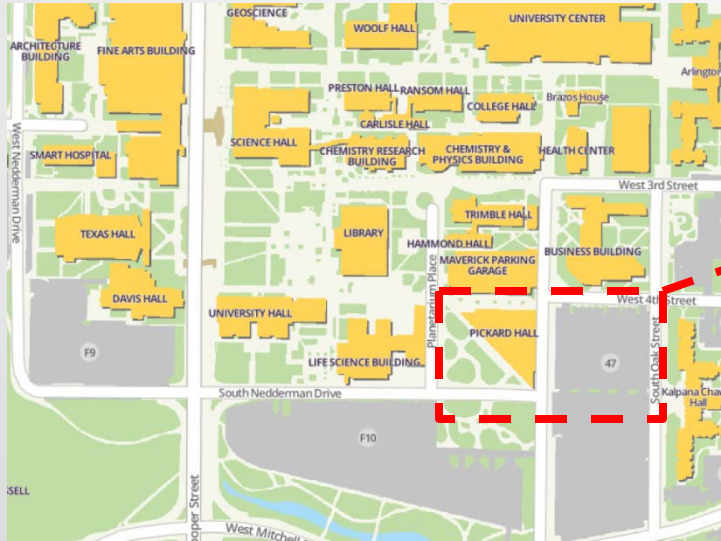 GEOSCIENCE
WOOLF HALL
UNIVERSITY CENTER
ARCHITECTURE
BUILDING
FINE ARTS BUILDING
Arlington
PRESTON HALL
RANSOM HALL
COLLEGE HALL
Brazos House
CARLISLE HALL
SCIENCE HALL
CHEMISTRY RESEARCH
BUILDING
CHEMISTRY &
PHYSICS BUILDING
HEALTH CENTER
SMART HOSPITAL
West Nedderman Drive
West 3rd Street
TEXAS HALL
LIBRARY
TRIMBLE HALL
HAMMOND HALL
MAVERICK PARKING
GARAGE
BUSINESS BUILDING
DAVIS HALL
UNIVERSITY HALL
Planetarium Place
West 4th Street
PICKARD HALL
F9
LIFE SCIENCE BUILDING
47
South Oak Street
South Nedderman Drive
Kalpana Chaw
Hall
F10
SSELL
ooper Street
West Mitchell